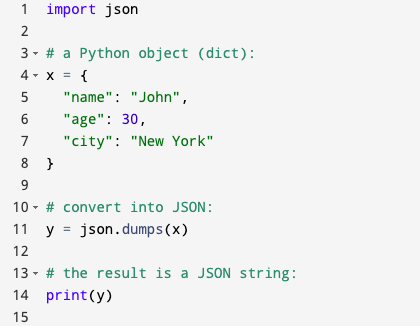 1 import json
2
3 # a Python object (dict):
4 x = {
5   "name": "John",
6   "age": 30,
7   "city": "New York"
8 }
9
10 # convert into JSON:
11 y = json.dumps(x)
12
13 # the result is a JSON string:
14 print(y)
15